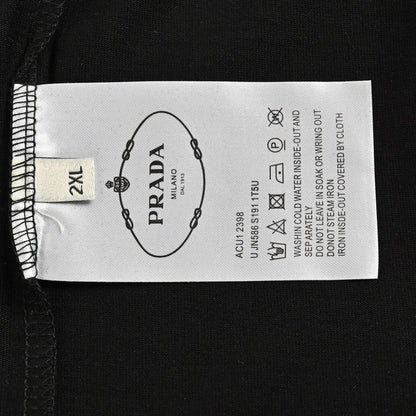 2XL
PRADA
MILANO
DAL 1913
ACU1 2398
U JN586 S191 1T5U
P
WASHIN COLD WATER INSIDE-OUT AND
SEPARATELY
DO NOT LEAVE IN SOAK OR WRING OUT
DONOT STEAM IRON
IRON INSIDE-OUT COVERED BY CLOTH